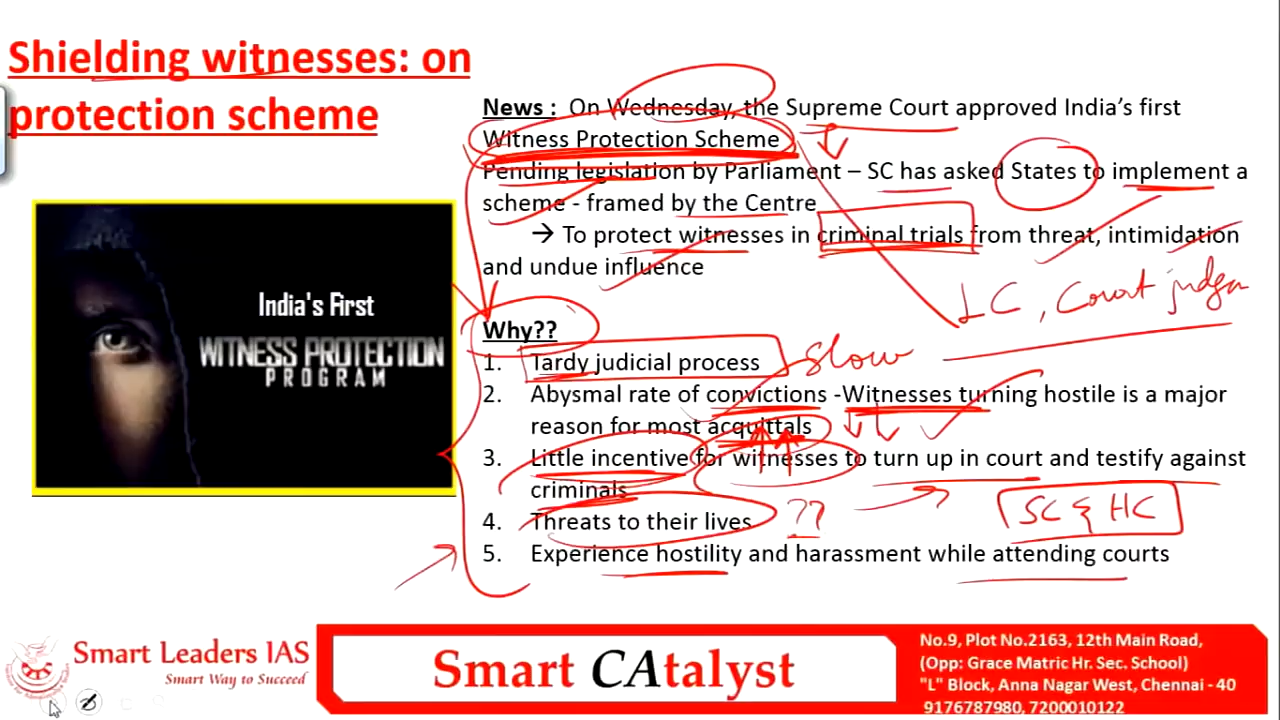 Shielding witnesses: on
protection scheme
News : On Wednesday, the Supreme Court approved India's first
Witness Protection Scheme
Pending legislation by Parliament – SC has asked States to implement a
scheme - framed by the Centre
→ To protect witnesses in criminal trials from threat, intimidation
and undue influence
LC, Court judges
India's First
WITNESS PROTECTION
PROGRAM
Why??
1. Tardy judicial process
Slow
2. Abysmal rate of convictions -Witnesses turning hostile is a major
reason for most acquittals
3. Little incentive for witnesses to turn up in court and testify against
criminals
4. Threats to their lives
??
SC & HC
5. Experience hostility and harassment while attending courts
Smart Leaders IAS
Smart Way to Succeed
Smart CAtalyst
No.9, Plot No.2163, 12th Main Road,
(Opp: Grace Matric Hr. Sec. School)
"L" Block, Anna Nagar West, Chennai - 40
9176787980, 7200010122